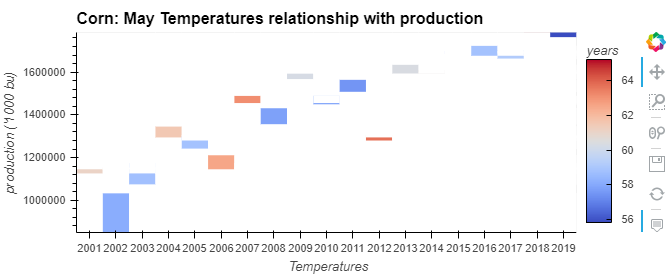 Corn: May Temperatures relationship with production
years
production ('1000 bu)
1600000
1400000
1200000
1000000
64
62
60
58
56
2001 2002 2003 2004 2005 2006 2007 2008 2009 2010 2011 2012 2013 2014 2015 2016 2017 2018 2019
Temperatures